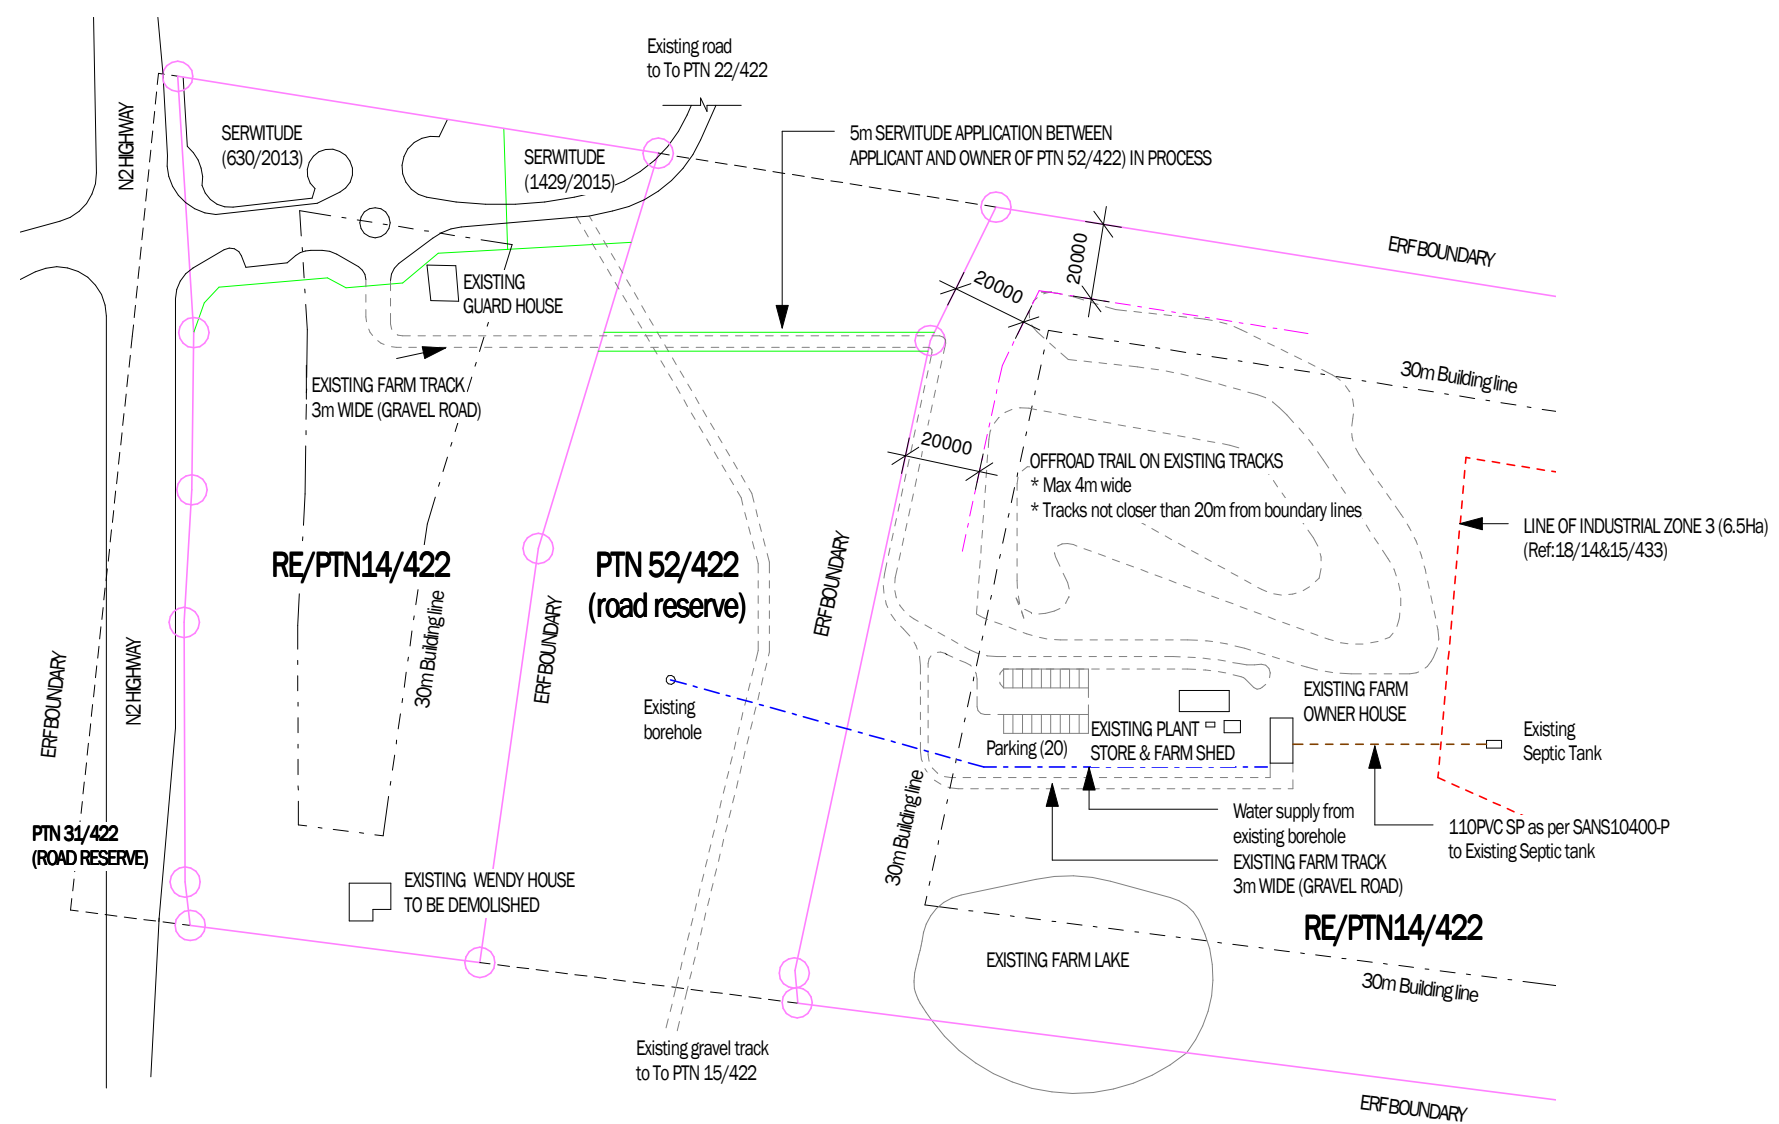 Existing road
to To PTN 22/422
N2 HIGHWAY
SERWITUDE
(630/2013)
SERWITUDE
(1429/2015)
5m SERVITUDE APPLICATION BETWEEN
APPLICANT AND OWNER OF PTN 52/422) IN PROCESS
ERF BOUNDARY
20000
20000
EXISTING
GUARD HOUSE
EXISTING FARM TRACK
3m WIDE (GRAVEL ROAD)
30m Building line
20000
OFFROAD TRAIL ON EXISTING TRACKS
* Max 4m wide
* Tracks not closer than 20m from boundary lines
LINE OF INDUSTRIAL ZONE 3 (6.5Ha)
(Ref:18/14&15/433)
RE/PTN14/422
PTN 52/422
(road reserve)
ERF BOUNDARY
30m Building line
ERF BOUNDARY
ERF BOUNDARY
N2 HIGHWAY
Existing
borehole
EXISTING FARM
OWNER HOUSE
Parking (20)
EXISTING PLANT
STORE & FARM SHED
Existing
Septic Tank
30m Building line
Water supply from
existing borehole
110PVC SP as per SANS10400-P
to Existing Septic tank
PTN 31/422
(ROAD RESERVE)
EXISTING FARM TRACK
3m WIDE (GRAVEL ROAD)
EXISTING WENDY HOUSE
TO BE DEMOLISHED
RE/PTN14/422
EXISTING FARM LAKE
30m Building line
Existing gravel track
to To PTN 15/422
ERF BOUNDARY